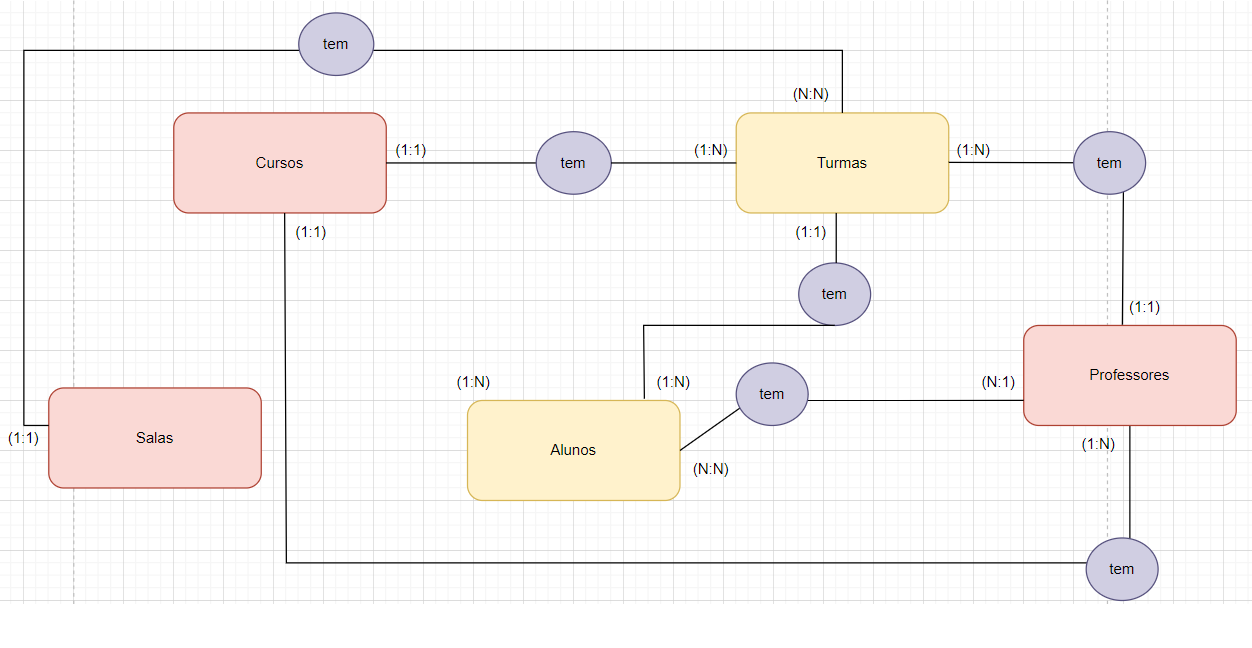 tem
(N:N)
Cursos
(1:1)
tem
(1:N)
Turmas
(1:N)
tem
(1:1)
(1:1)
tem
(1:1)
(1:N)
(1:N)
tem
(N:1)
Professores
(1:1)
Salas
Alunos
(N:N)
(1:N)
tem